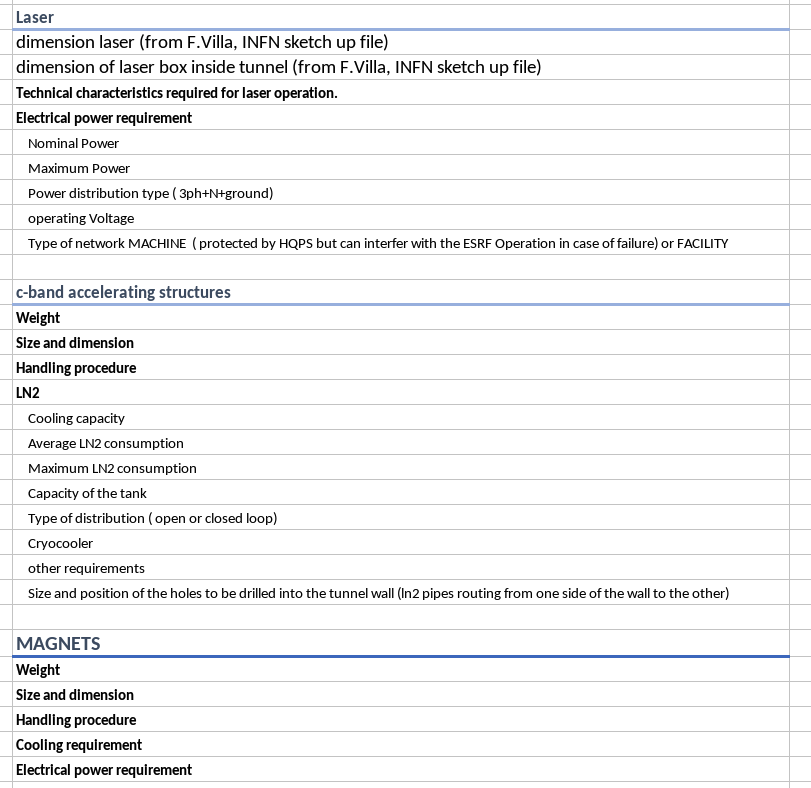 Laser
dimension laser (from F.Villa, INFN sketch up file)
dimension of laser box inside tunnel (from F.Villa, INFN sketch up file)
Technical characteristics required for laser operation.
Electrical power requirement
Nominal Power
Maximum Power
Power distribution type ( 3ph+N+ground)
operating Voltage
Type of network MACHINE  ( protected by HQPS but can interfer with the ESRF Operation in case of failure) or FACILITY
c-band accelerating structures
Weight
Size and dimension
Handling procedure
LN2
Cooling capacity
Average LN2 consumption
Maximum LN2 consumption
Capacity of the tank
Type of distribution ( open or closed loop)
Cryocooler
other requirements
Size and position of the holes to be drilled into the tunnel wall (ln2 pipes routing from one side of the wall to the other)
MAGNETS
Weight
Size and dimension
Handling procedure
Cooling requirement
Electrical power requirement